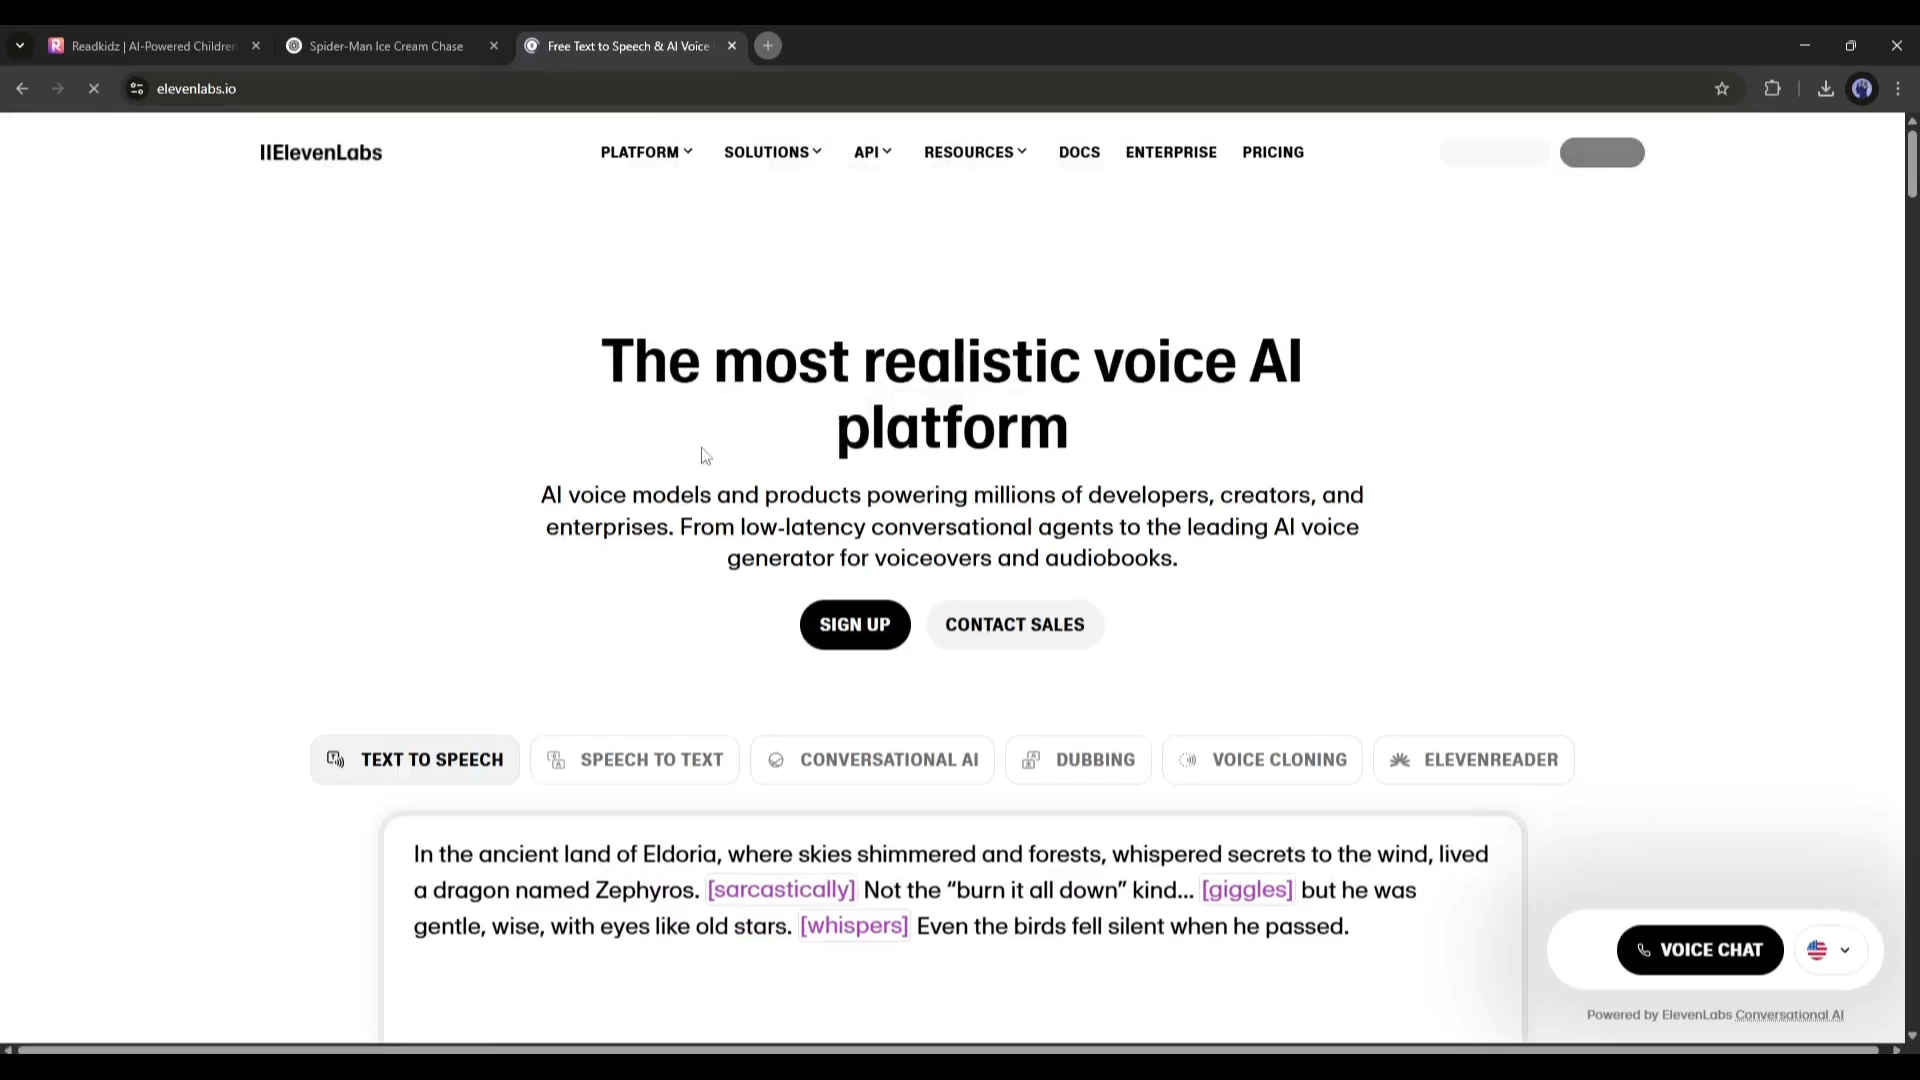 Readkidz | AI-Powered Children
Spider-Man Ice Cream Chase
Free Text to Speech & AI Voice
elevenlabs.io
IIElevenLabs
PLATFORM
SOLUTIONS
API
RESOURCES
DOCS
ENTERPRISE
PRICING
The most realistic voice AI
platform
AI voice models and products powering millions of developers, creators, and
enterprises. From low-latency conversational agents to the leading AI voice
generator for voiceovers and audiobooks.
SIGN UP
CONTACT SALES
TEXT TO SPEECH
SPEECH TO TEXT
CONVERSATIONAL AI
DUBBING
VOICE CLONING
ELEVENREADER
In the ancient land of Eldoria, where skies shimmered and forests, whispered secrets to the wind, lived
a dragon named Zephyros. [sarcastically] Not the “burn it all down” kind... [giggles] but he was
gentle, wise, with eyes like old stars. [whispers] Even the birds fell silent when he passed.
VOICE CHAT
Powered by ElevenLabs Conversational AI